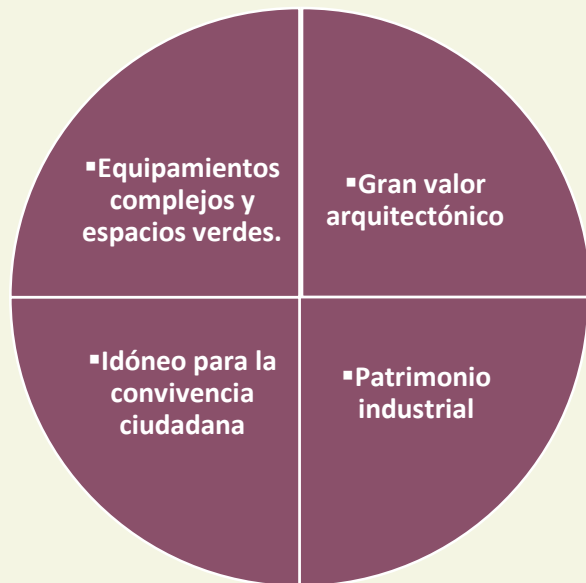 ▪Equipamientos
complejos y
espacios verdes.
▪Gran valor
arquitectónico
▪Idóneo para la
convivencia
ciudadana
▪Patrimonio
industrial